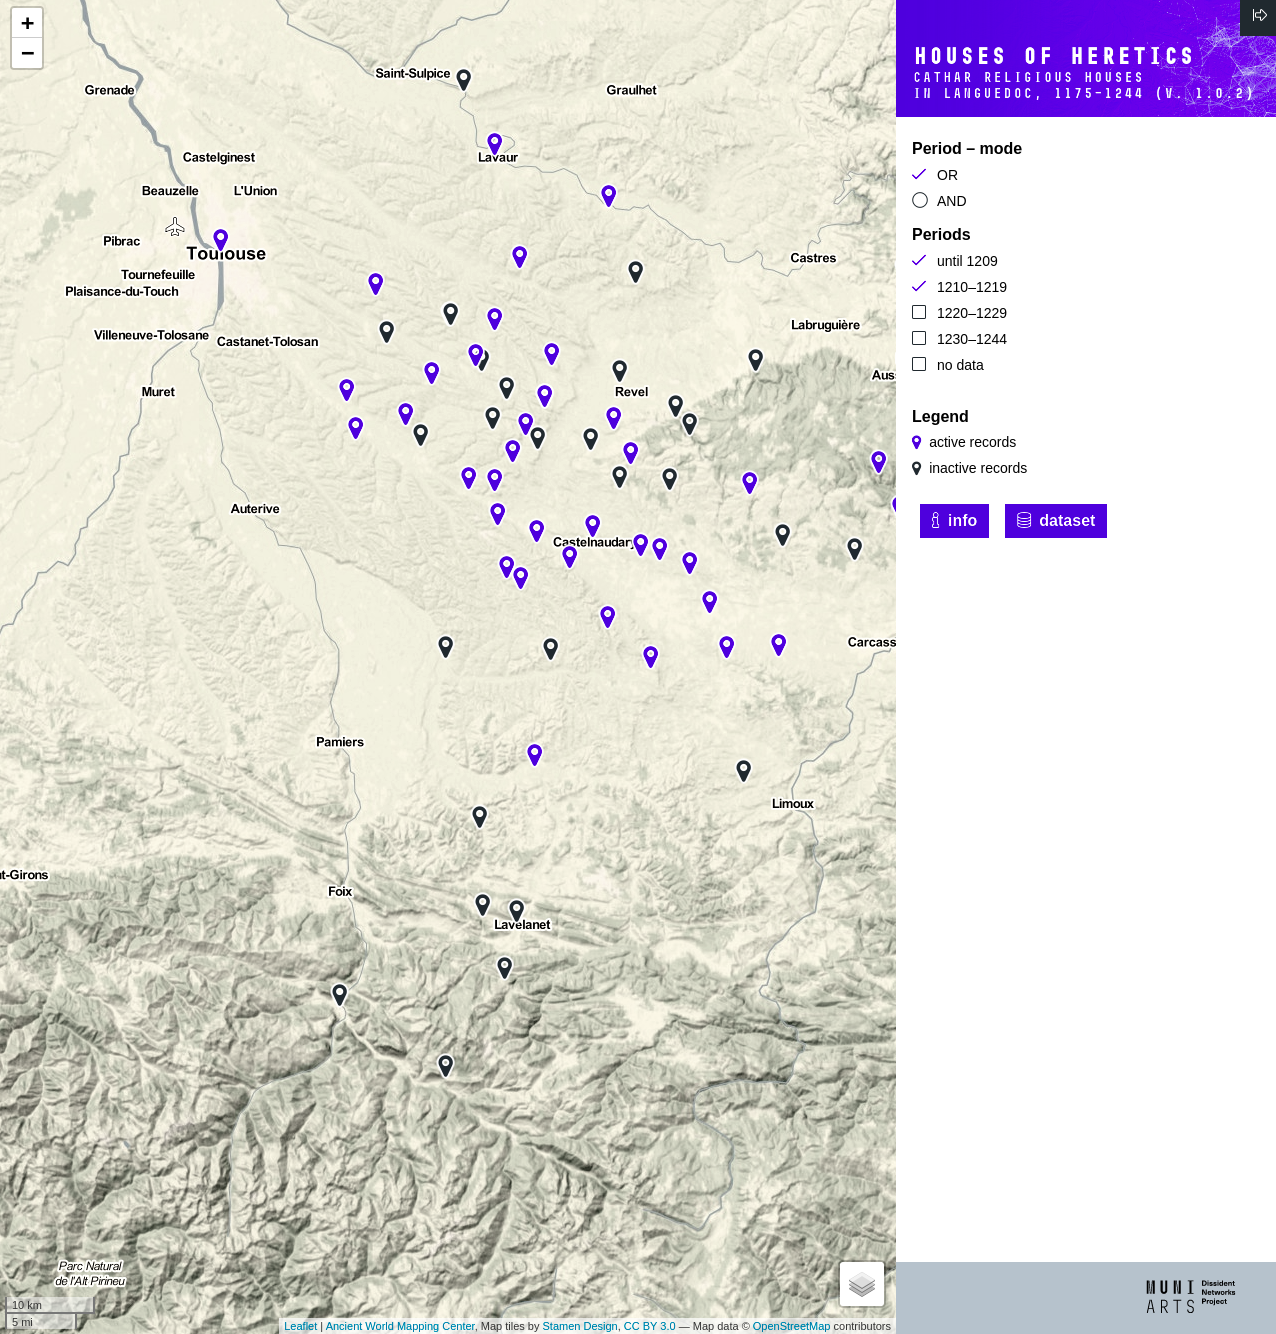 +
−
Saint-Sulpice
Grenade
Graulhet
Castelginest
Lavaur
Beauzelle
L'Union
Pibrac
Toulouse
Castres
Tournefeuille
Plaisance-du-Touch
Labruguière
Villeneuve-Tolosane
Castanet-Tolosan
Muret
Revel
Auterive
Castelnaudary
Carcass
Pamiers
Limoux
nt-Girons
Foix
Lavelanet
Parc Natural
de l'Alt Pirineu
10 km
5 mi
Leaflet | Ancient World Mapping Center, Map tiles by Stamen Design, CC BY 3.0 — Map data © OpenStreetMap contributors
HOUSES OF HERETICS
CATHAR RELIGIOUS HOUSES
IN LANGUEDOC, 1175–1244 (V. 1.0.2)
Period – mode
OR
AND
Periods
until 1209
1210–1219
1220–1229
1230–1244
no data
Legend
active records
inactive records
info
dataset
MUNI
ARTS
Dissident
Networks
Project